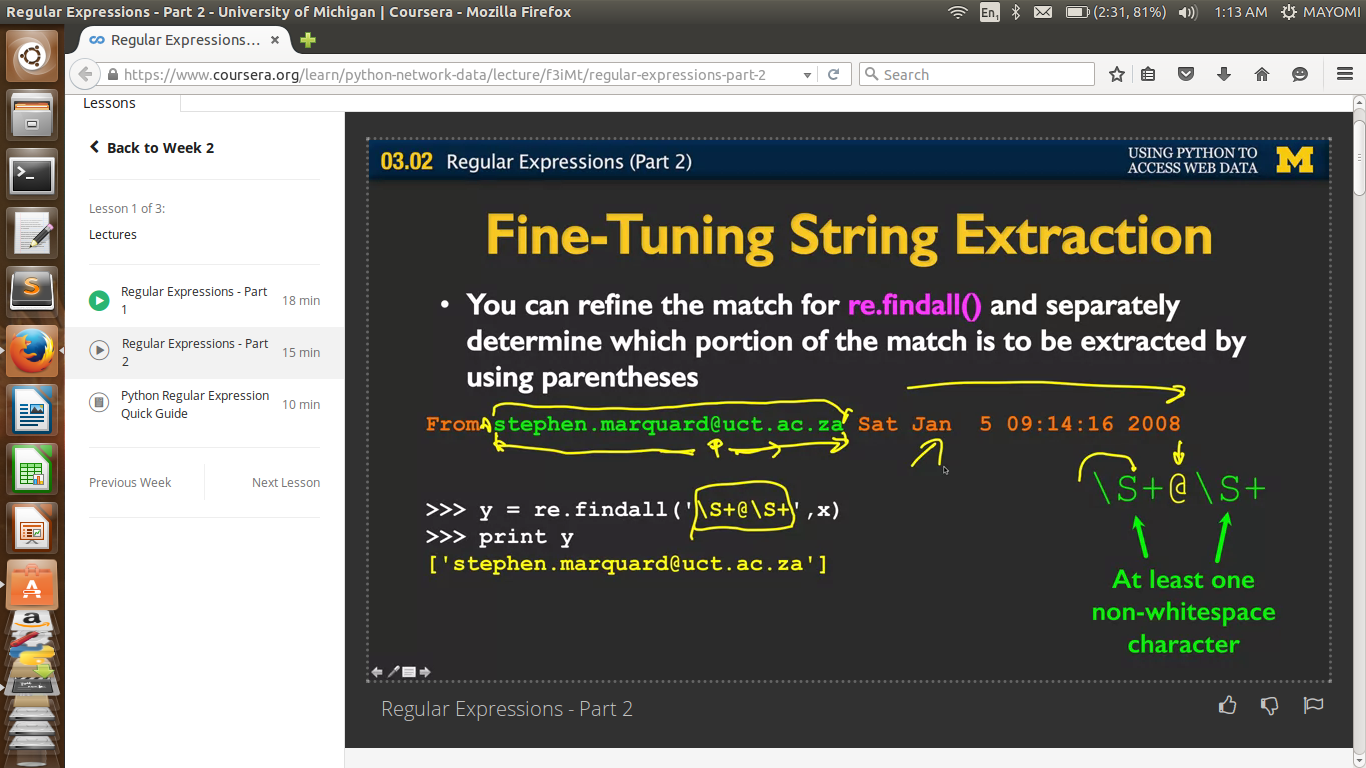 Regular Expressions - Part 2 - University of Michigan | Coursera - Mozilla Firefox
En1 (2:31, 81%) 1:13 AM MAYOMI
Regular Expressions…
https://www.coursera.org/learn/python-network-data/lecture/f3iMt/regular-expressions-part-2
Search
Lessons
Back to Week 2
Lesson 1 of 3:
Lectures
Regular Expressions - Part
1
18 min
Regular Expressions - Part
2
15 min
Python Regular Expression
Quick Guide
10 min
Previous Week
Next Week
03.02 Regular Expressions (Part 2)
USING PYTHON TO
ACCESS WEB DATA
M
Fine-Tuning String Extraction
• You can refine the match for re.findall() and separately
determine which portion of the match is to be extracted by
using parentheses
From stephen.marquard@uct.ac.za Sat Jan  5 09:14:16 2008
\S+@\S+
>>> y = re.findall('\S+@\S+',x)
>>> print y
['stephen.marquard@uct.ac.za']
At least one
non-whitespace
character
Regular Expressions - Part 2